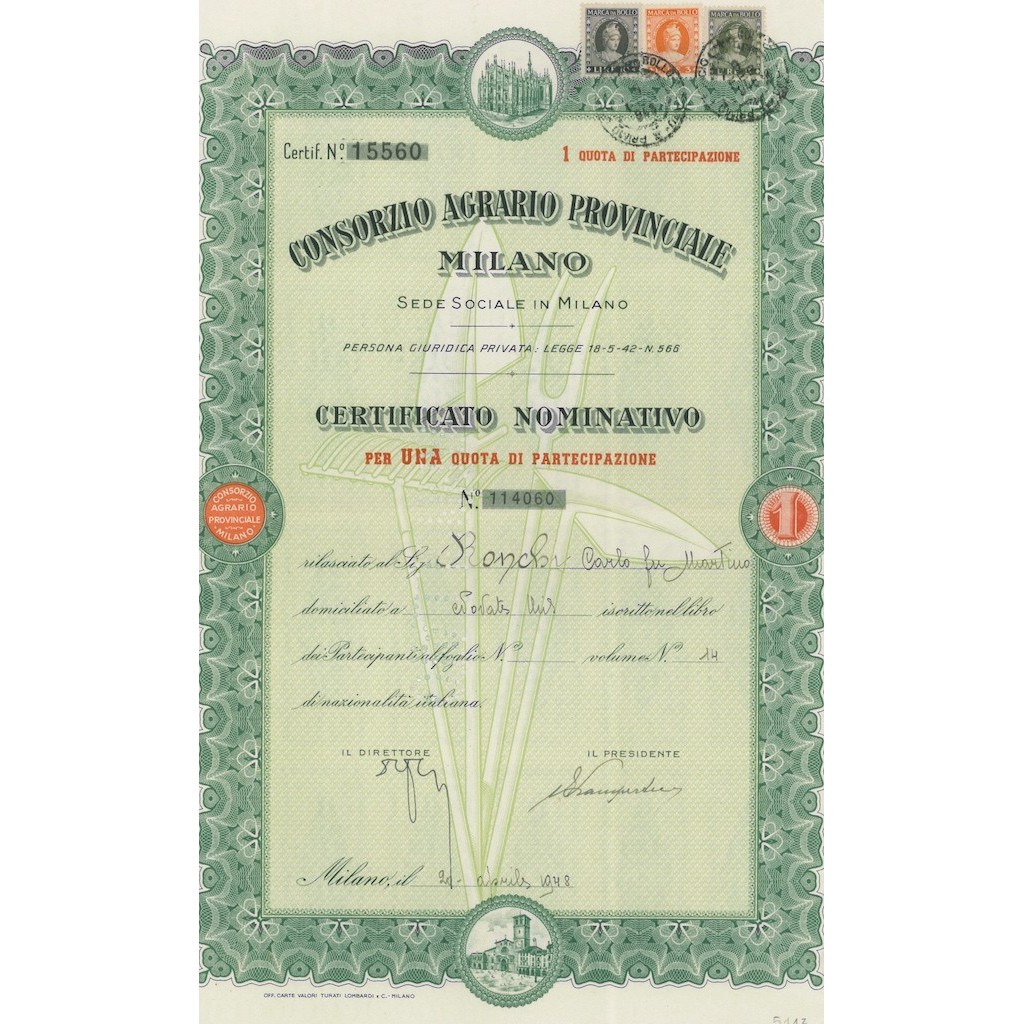 MARCA DA BOLLO MARCA DA BOLLO MARCA DA BOLLO
Certif. N.º 15560
1 QUOTA DI PARTECIPAZIONE
CONSORZIO AGRARIO PROVINCIALE
MILANO
SEDE SOCIALE IN MILANO
PERSONA GIURIDICA PRIVATA: LEGGE 18-5-42-N. 566
CERTIFICATO NOMINATIVO
PER UNA QUOTA DI PARTECIPAZIONE
N.º 114060
CONSORZIO
AGRARIO
PROVINCIALE
MILANO
1
rilasciato al Sig. Ronchi Carlo fu Martino
domiciliato a Novate Mil iscritto nel libro
dei Partecipanti al foglio N.º volume N.º 14
di nazionalità italiana.
IL DIRETTORE
IL PRESIDENTE
Milano, il aprile 1948
OFF. CARTE VALORI TURATI LOMBARDI & C. - MILANO